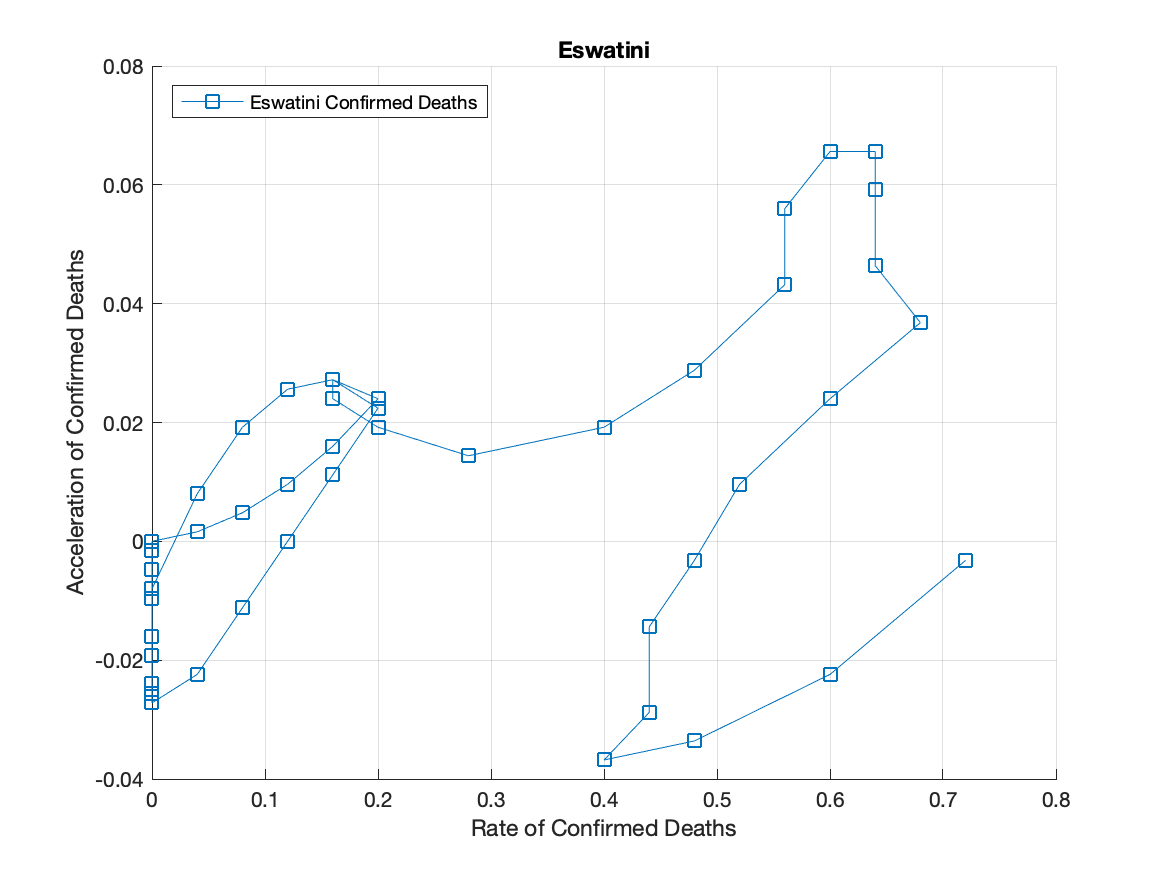 Eswatini
Eswatini Confirmed Deaths
0.08
0.06
0.04
0.02
0
-0.02
-0.04
0 0.1 0.2 0.3 0.4 0.5 0.6 0.7 0.8
Rate of Confirmed Deaths
Acceleration of Confirmed Deaths